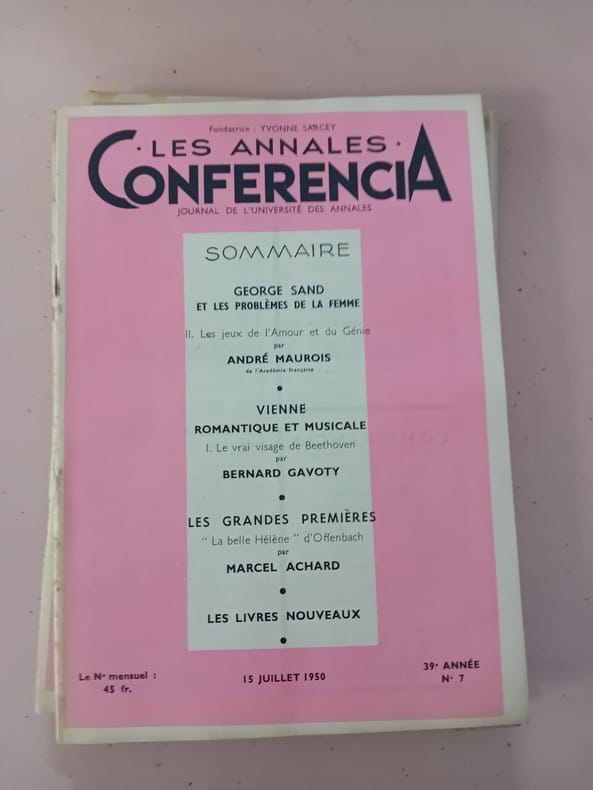 Fondatrice : YVONNE SARCEY
· LES ANNALES ·
CONFERENCIA
JOURNAL DE L'UNIVERSITÉ DES ANNALES
SOMMAIRE
GEORGE SAND
ET LES PROBLÈMES DE LA FEMME
II. Les jeux de l'Amour et du Génie
par
ANDRÉ MAUROIS
de l'Académie française
●
VIENNE
ROMANTIQUE ET MUSICALE
I. Le vrai visage de Beethoven
par
BERNARD GAVOTY
●
LES GRANDES PREMIÈRES
" La belle Hélène " d'Offenbach
par
MARCEL ACHARD
●
LES LIVRES NOUVEAUX
●
Le N° mensuel :
45 fr.
15 JUILLET 1950
39e ANNÉE
N° 7